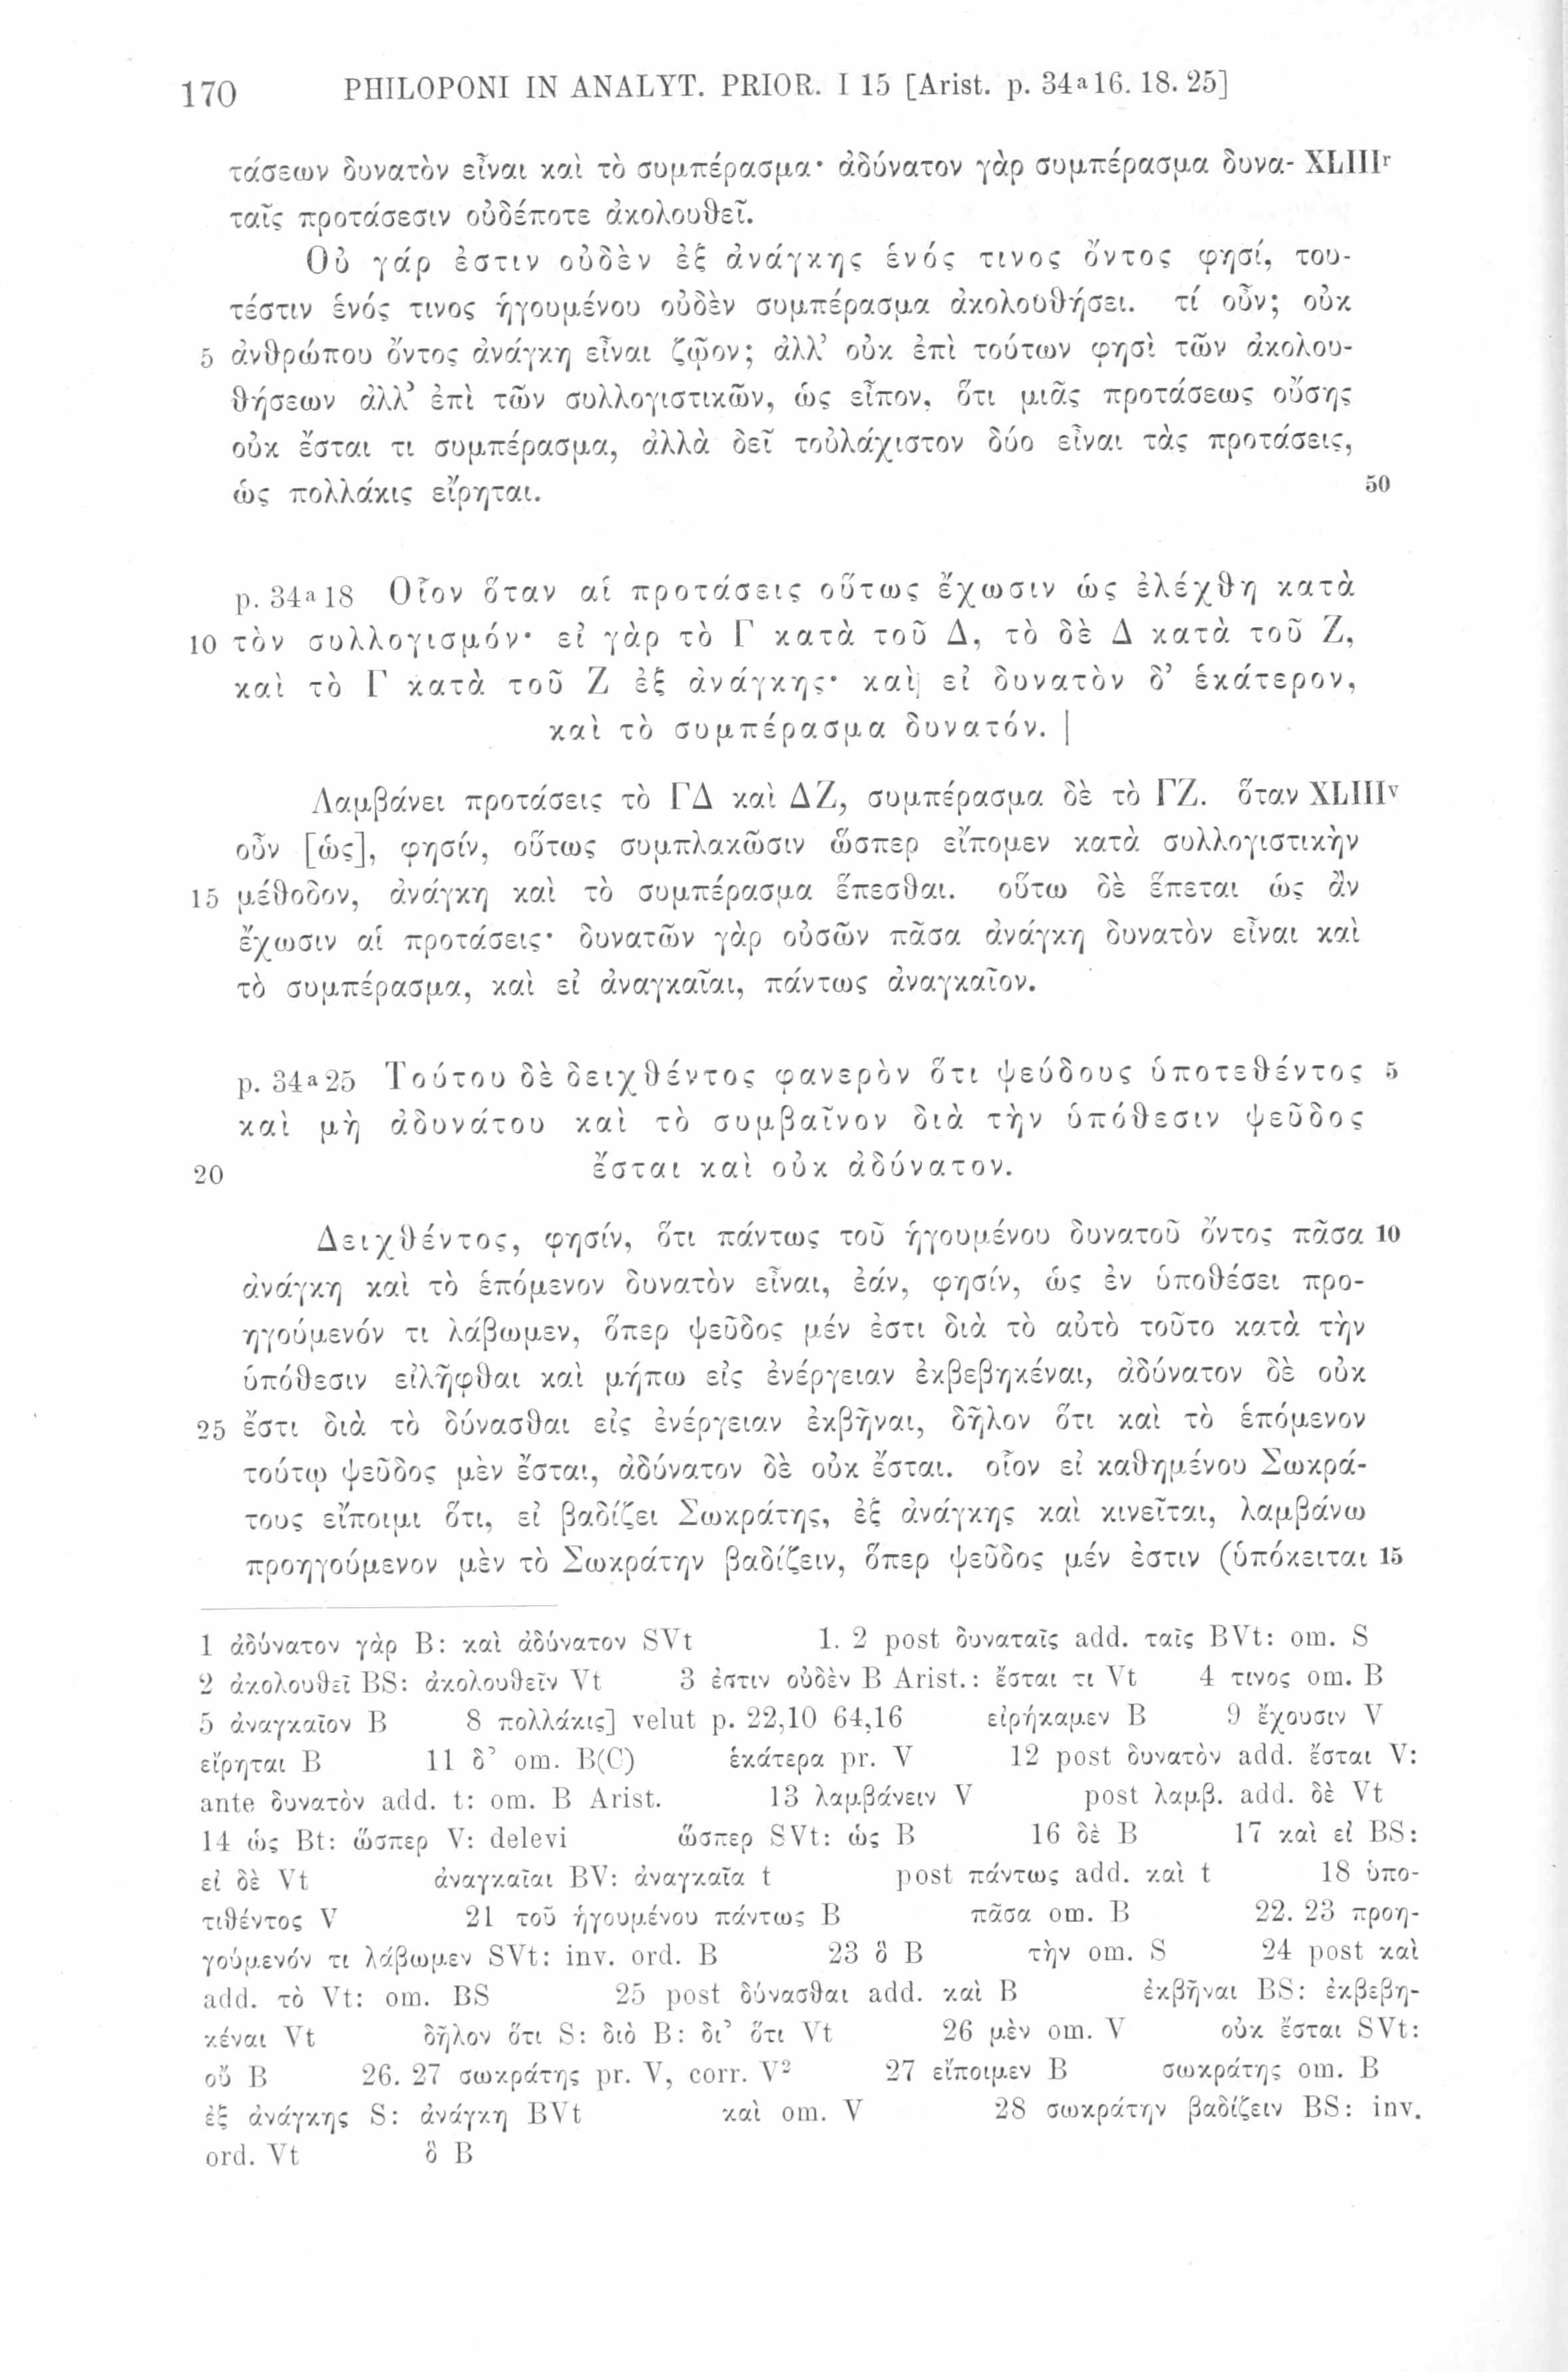 170 PHILOPONI IN ANALYT. PRIOR. I 15 [Arist. p. 34ª16. 18. 25]
τάσεων δυνατὸν εἶναι καὶ τὸ συμπέρασμα· ἀδύνατον γὰρ συμπέρασμα δυνα- XLIIIʳ
ταῖς προτάσεσιν οὐδέποτε ἀκολουθεῖ.
Οὐ γάρ ἐστιν οὐδὲν ἐξ ἀνάγκης ἑνός τινος ὄντος φησί, του-
τέστιν ἑνός τινος ἡγουμένου οὐδὲν συμπέρασμα ἀκολουθήσει. τί οὖν; οὐκ
5 ἀνθρώπου ὄντος ἀνάγκη εἶναι ζῷον; ἀλλ’ οὐκ ἐπὶ τούτων φησὶ τῶν ἀκολου-
θήσεων ἀλλ’ ἐπὶ τῶν συλλογιστικῶν, ὡς εἶπον, ὅτι μιᾶς προτάσεως οὔσης
οὐκ ἔσται τι συμπέρασμα, ἀλλὰ δεῖ τοὐλάχιστον δύο εἶναι τὰς προτάσεις,
ὡς πολλάκις εἴρηται. 50
p. 34ª18 Οἷον ὅταν αἱ προτάσεις οὕτως ἔχωσιν ὡς ἐλέχθη κατὰ
10 τὸν συλλογισμόν· εἰ γὰρ τὸ Γ κατὰ τοῦ Δ, τὸ δὲ Δ κατὰ τοῦ Ζ,
καὶ τὸ Γ κατὰ τοῦ Ζ ἐξ ἀνάγκης· καὶ εἰ δυνατὸν δ’ ἑκάτερον,
καὶ τὸ συμπέρασμα δυνατόν. |
Λαμβάνει προτάσεις τὸ ΓΔ καὶ ΔΖ, συμπέρασμα δὲ τὸ ΓΖ. ὅταν XLIIIᵛ
οὖν [ὡς], φησίν, οὕτως συμπλακῶσιν ὥσπερ εἴπομεν κατὰ συλλογιστικὴν
15 μέθοδον, ἀνάγκη καὶ τὸ συμπέρασμα ἕπεσθαι. οὕτω δὲ ἕπεται ὡς ἂν
ἔχωσιν αἱ προτάσεις· δυνατῶν γὰρ οὐσῶν πᾶσα ἀνάγκη δυνατὸν εἶναι καὶ
τὸ συμπέρασμα, καὶ εἰ ἀναγκαῖαι, πάντως ἀναγκαῖον.
p. 34ª25 Τούτου δὲ δειχθέντος φανερὸν ὅτι ψεύδους ὑποτεθέντος 5
καὶ μὴ ἀδυνάτου καὶ τὸ συμβαῖνον διὰ τὴν ὑπόθεσιν ψεῦδος
20 ἔσται καὶ οὐκ ἀδύνατον.
Δειχθέντος, φησίν, ὅτι πάντως τοῦ ἡγουμένου δυνατοῦ ὄντος πᾶσα 10
ἀνάγκη καὶ τὸ ἑπόμενον δυνατὸν εἶναι, ἐάν, φησίν, ὡς ἐν ὑποθέσει προ-
ηγούμενόν τι λάβωμεν, ὅπερ ψεῦδος μέν ἐστι διὰ τὸ αὐτὸ τοῦτο κατὰ τὴν
ὑπόθεσιν εἰλῆφθαι καὶ μήπω εἰς ἐνέργειαν ἐκβεβηκέναι, ἀδύνατον δὲ οὐκ
25 ἔστι διὰ τὸ δύνασθαι εἰς ἐνέργειαν ἐκβῆναι, δῆλον ὅτι καὶ τὸ ἑπόμενον
τούτῳ ψεῦδος μὲν ἔσται, ἀδύνατον δὲ οὐκ ἔσται. οἷον εἰ καθημένου Σωκρά-
τους εἴποιμι ὅτι, εἰ βαδίζει Σωκράτης, ἐξ ἀνάγκης καὶ κινεῖται, λαμβάνω
προηγούμενον μὲν τὸ Σωκράτην βαδίζειν, ὅπερ ψεῦδος μέν ἐστιν (ὑπόκειται 15
1 ἀδύνατον γὰρ B: καὶ ἀδύνατον SVt 1. 2 post δυναταῖς add. ταῖς BVt: om. S
2 ἀκολουθεῖ BS: ἀκολουθεῖν Vt 3 ἐστιν οὐδὲν B Arist.: ἔσται τι Vt 4 τινος om. B
5 ἀναγκαῖον B 8 πολλάκις] velut p. 22,10 64,16 εἰρήκαμεν B 9 ἔχουσιν V
εἴρηται B 11 δ’ om. B(C) ἑκάτερα pr. V 12 post δυνατὸν add. ἔσται V:
ante δυνατὸν add. t: om. B Arist. 13 λαμβάνειν V post λαμβ. add. δὲ Vt
14 ὡς Bt: ὥσπερ V: delevi ὥσπερ SVt: ὡς B 16 δὲ B 17 καὶ εἰ BS:
εἰ δὲ Vt ἀναγκαῖαι BV: ἀναγκαῖα t post πάντως add. καὶ t 18 ὑπο-
τιθέντος V 21 τοῦ ἡγουμένου πάντως B πᾶσα om. B 22. 23 προη-
γούμενόν τι λάβωμεν SVt: inv. ord. B 23 ὃ B τὴν om. S 24 post καὶ
add. τὸ Vt: om. BS 25 post δύνασθαι add. καὶ B ἐκβῆναι BS: ἐκβεβη-
κέναι Vt δῆλον ὅτι S: διὸ B: δι’ ὅτι Vt 26 μὲν om. V οὐκ ἔσται SVt:
οὔ B 26. 27 σωκράτης pr. V, corr. V² 27 εἴποιμεν B σωκράτης om. B
ἐξ ἀνάγκης S: ἀνάγκη BVt καὶ om. V 28 σωκράτην βαδίζειν BS: inv.
ord. Vt ὃ B